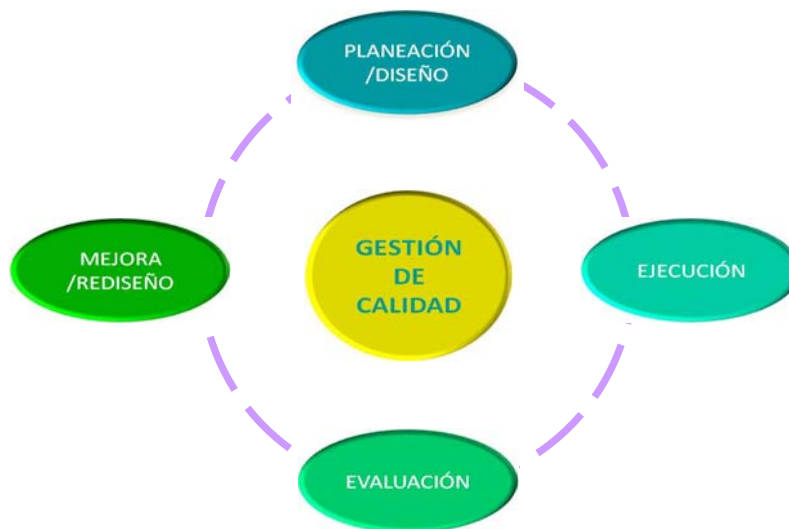 PLANEACIÓN
/DISEÑO
MEJORA
/REDISEÑO
GESTIÓN
DE
CALIDAD
EJECUCIÓN
EVALUACIÓN